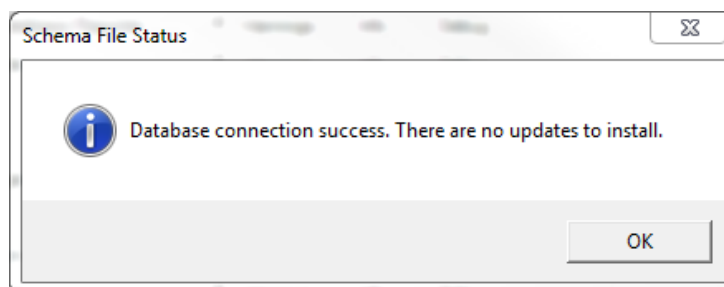 Schema File Status
Database connection success. There are no updates to install.
OK